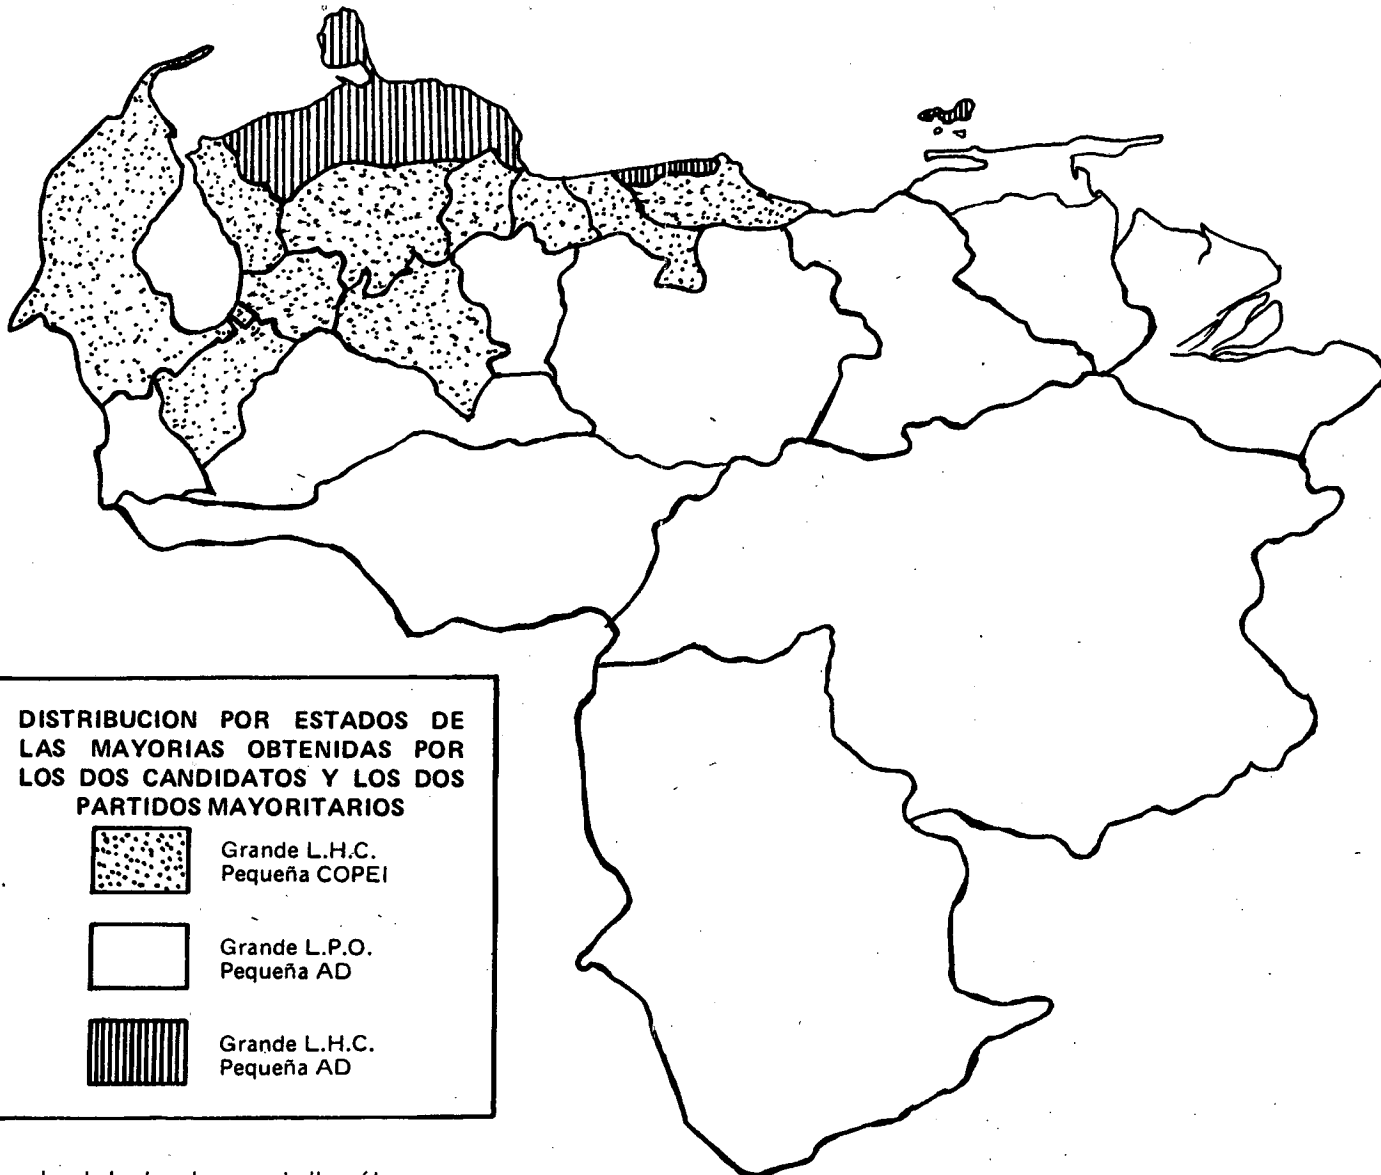 DISTRIBUCION POR ESTADOS DE
LAS MAYORIAS OBTENIDAS POR
LOS DOS CANDIDATOS Y LOS DOS
PARTIDOS MAYORITARIOS
Grande L.H.C.
Pequeña COPEI
Grande L.P.O.
Pequeña AD
Grande L.H.C.
Pequeña AD